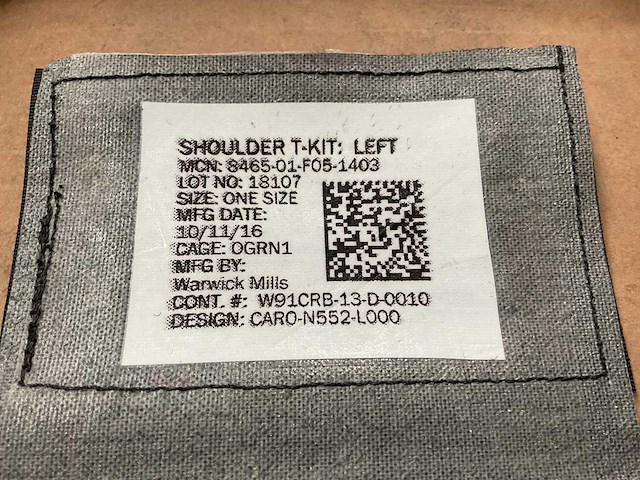 SHOULDER T-KIT: LEFT
MCN: 8465-01-F05-1403
LOT NO: 18107
SIZE: ONE SIZE
MFG DATE:
10/11/16
CAGE: OGRN1
MFG BY:
Warwick Mills
CONT. #: W91CRB-13-D-0010
DESIGN: CARO-N552-L000